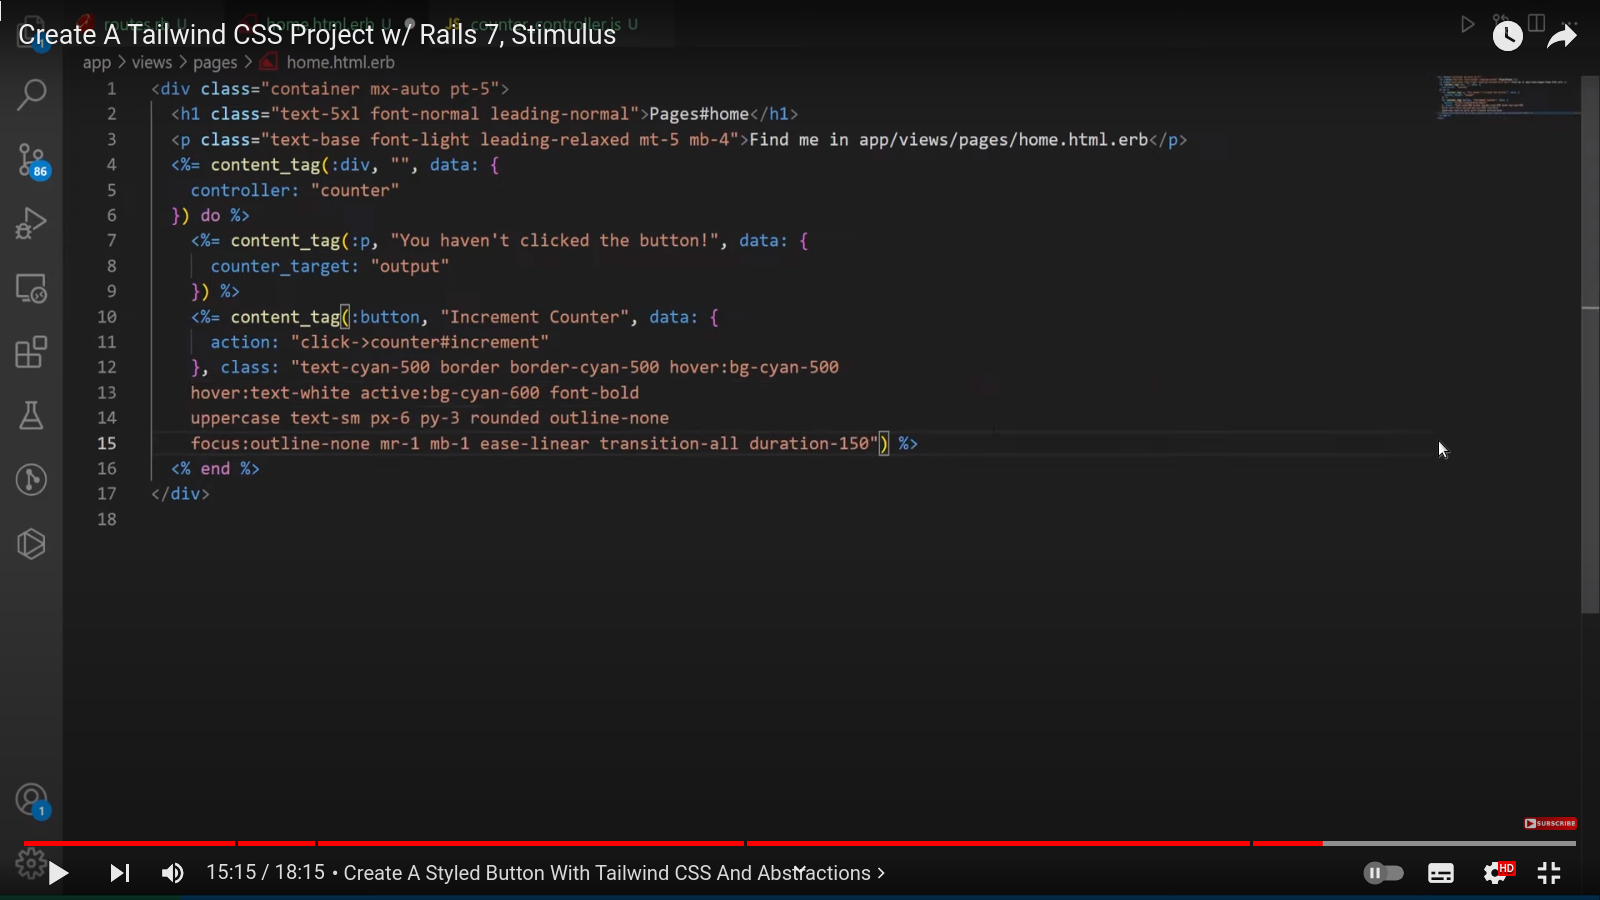 routes.rb U home.html.erb U JS counter_controller.js U
Create A Tailwind CSS Project w/ Rails 7, Stimulus
app > views > pages > home.html.erb
1 <div class="container mx-auto pt-5">
2 <h1 class="text-5xl font-normal leading-normal">Pages#home</h1>
3 <p class="text-base font-light leading-relaxed mt-5 mb-4">Find me in app/views/pages/home.html.erb</p>
4 <%= content_tag(:div, "", data: {
5 controller: "counter"
6 }) do %>
7 <%= content_tag(:p, "You haven't clicked the button!", data: {
8 counter_target: "output"
9 }) %>
10 <%= content_tag(:button, "Increment Counter", data: {
11 action: "click->counter#increment"
12 }, class: "text-cyan-500 border border-cyan-500 hover:bg-cyan-500
13 hover:text-white active:bg-cyan-600 font-bold
14 uppercase text-sm px-6 py-3 rounded outline-none
15 focus:outline-none mr-1 mb-1 ease-linear transition-all duration-150") %>
16 <% end %>
17 </div>
18
86
1
SUBSCRIBE
15:15 / 18:15 • Create A Styled Button With Tailwind CSS And Abstractions >
HD